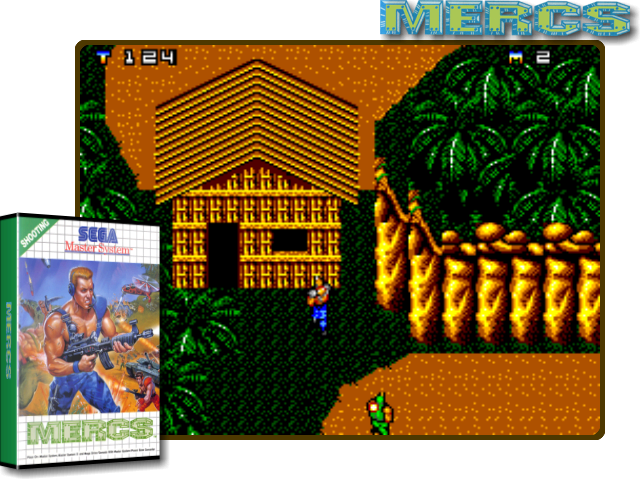 MERCS
T 124
M 2
SHOOTING
SEGA
Master System
MERCS
MERCS